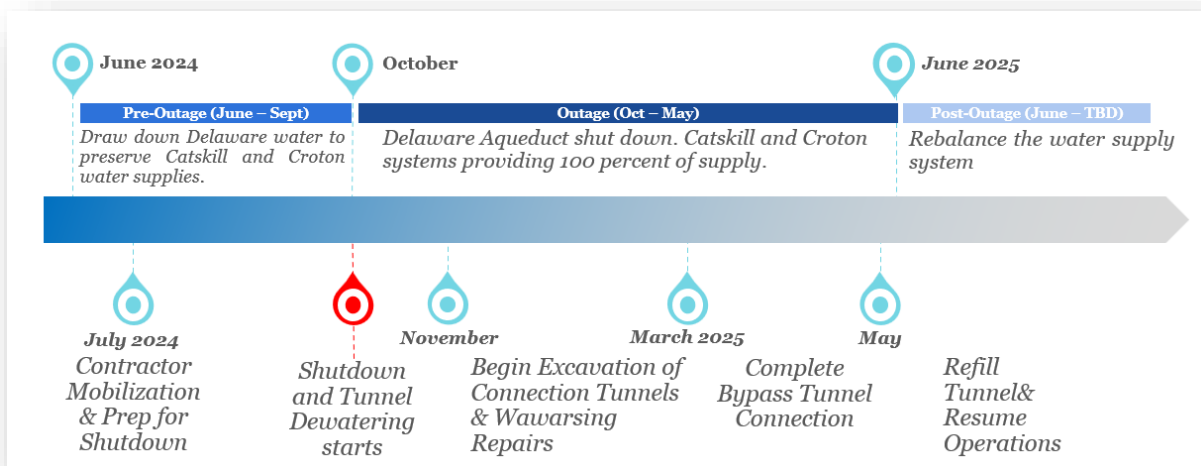 June 2024
October
June 2025
Pre-Outage (June – Sept)
Outage (Oct – May)
Post-Outage (June – TBD)
Draw down Delaware water to
preserve Catskill and Croton
water supplies.
Delaware Aqueduct shut down. Catskill and Croton
systems providing 100 percent of supply.
Rebalance the water supply
system
July 2024
Contractor
Mobilization
& Prep for
Shutdown
Shutdown
and Tunnel
Dewatering
starts
November
Begin Excavation of
Connection Tunnels
& Wawarsing
Repairs
March 2025
Complete
Bypass Tunnel
Connection
May
Refill
Tunnel&
Resume
Operations